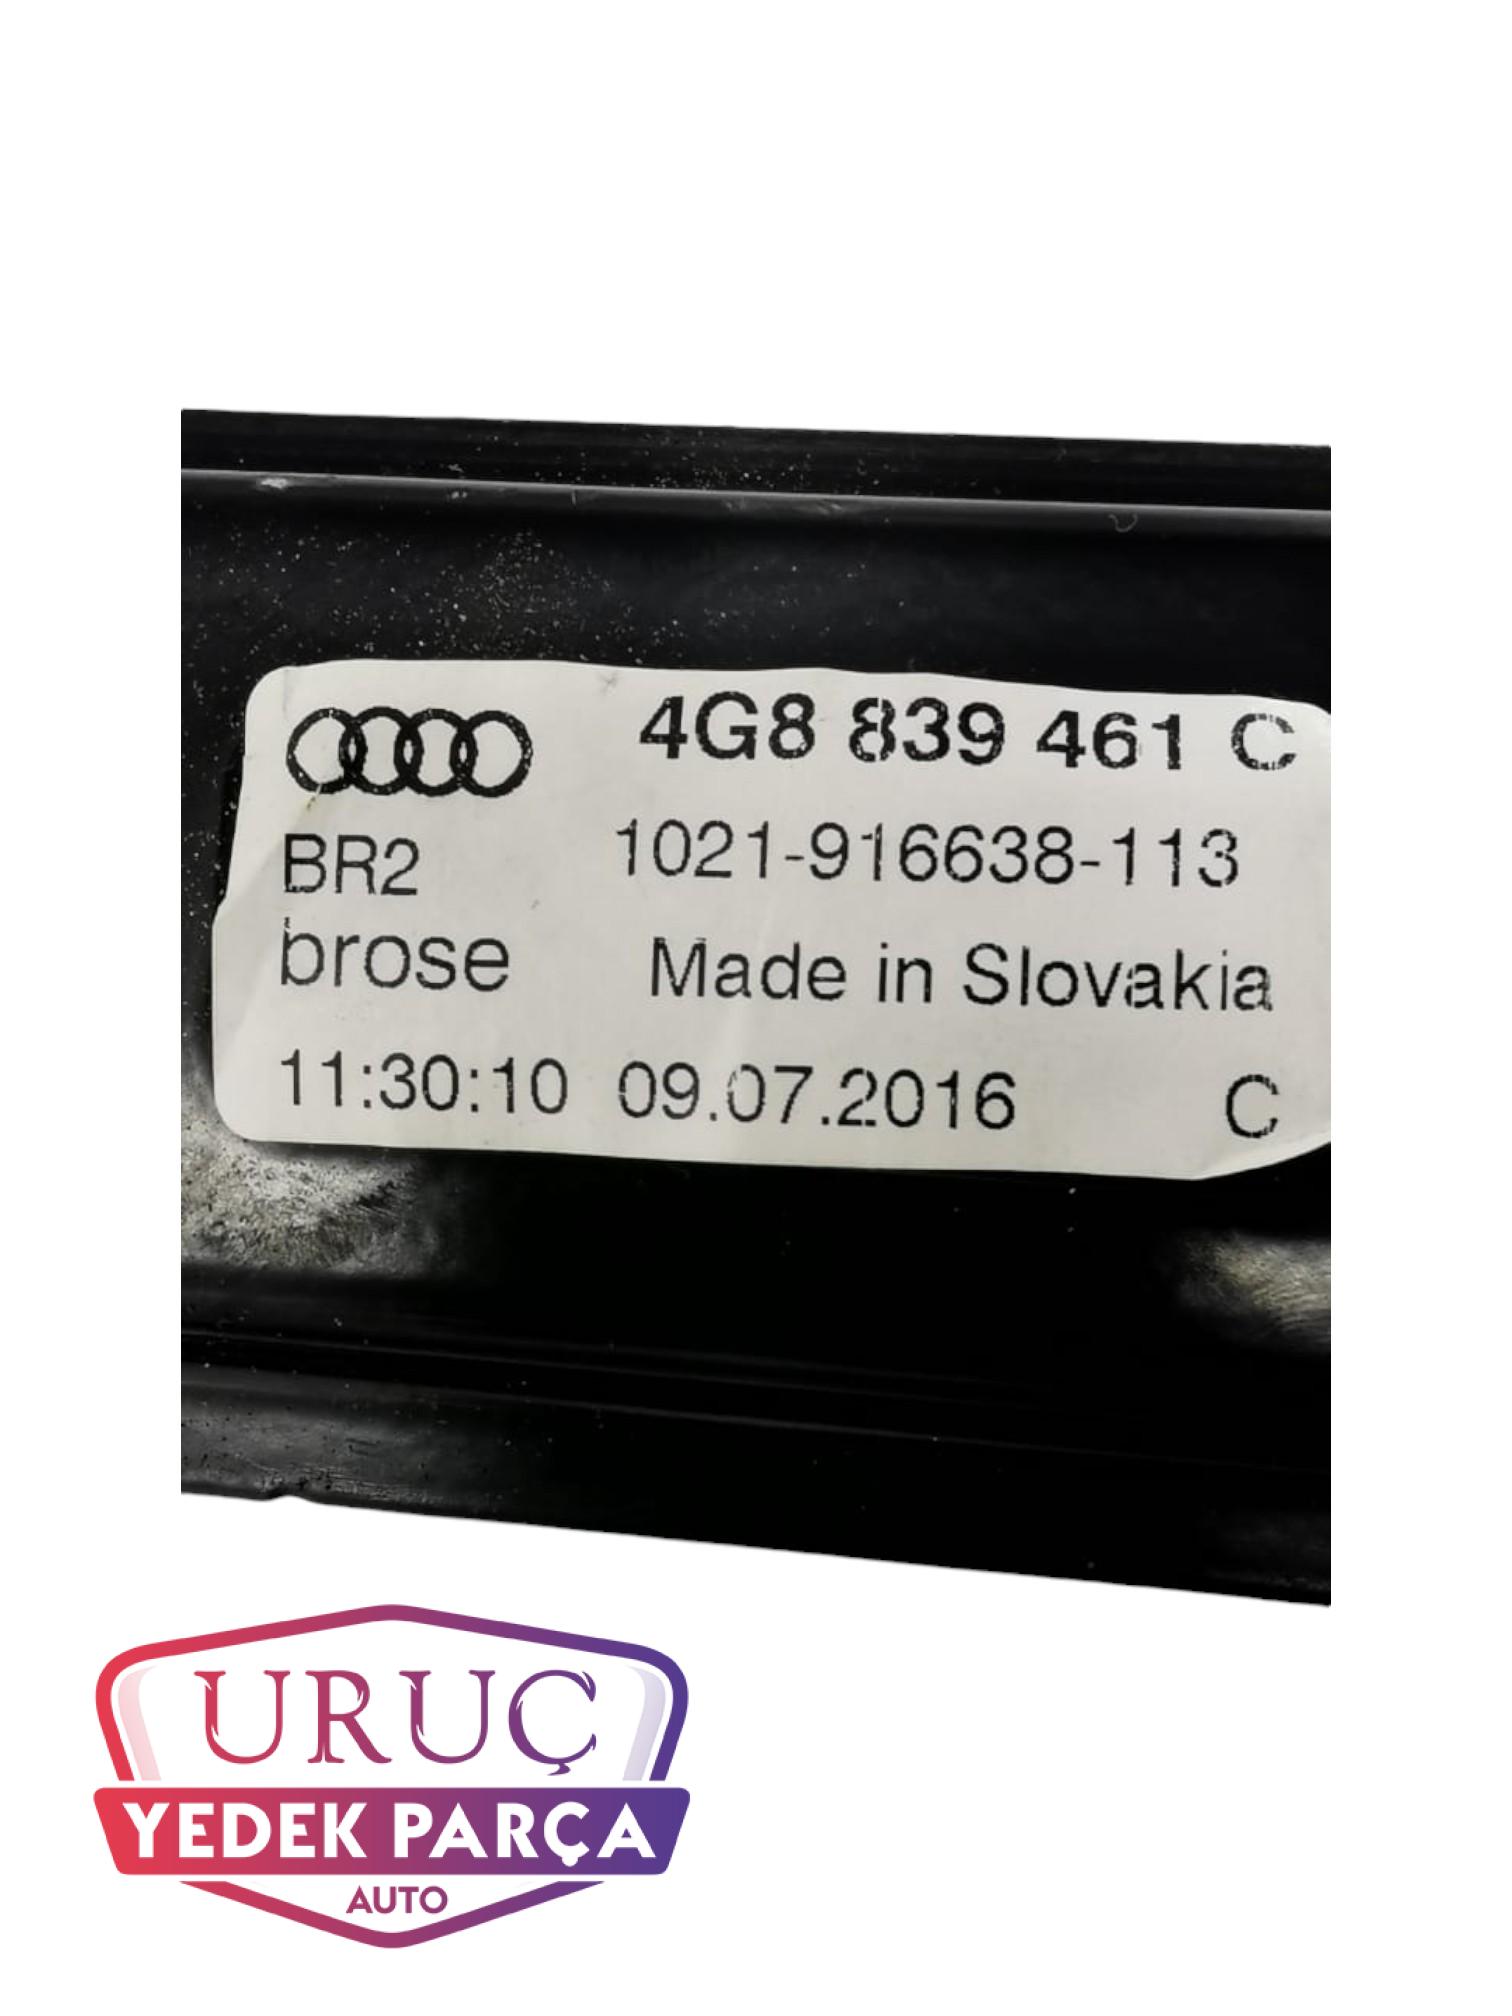 4G8 839 461 C
BR2 1021-916638-113
brose Made in Slovakia
11:30:10 09.07.2016 C
URUÇ
YEDEK PARÇA
AUTO